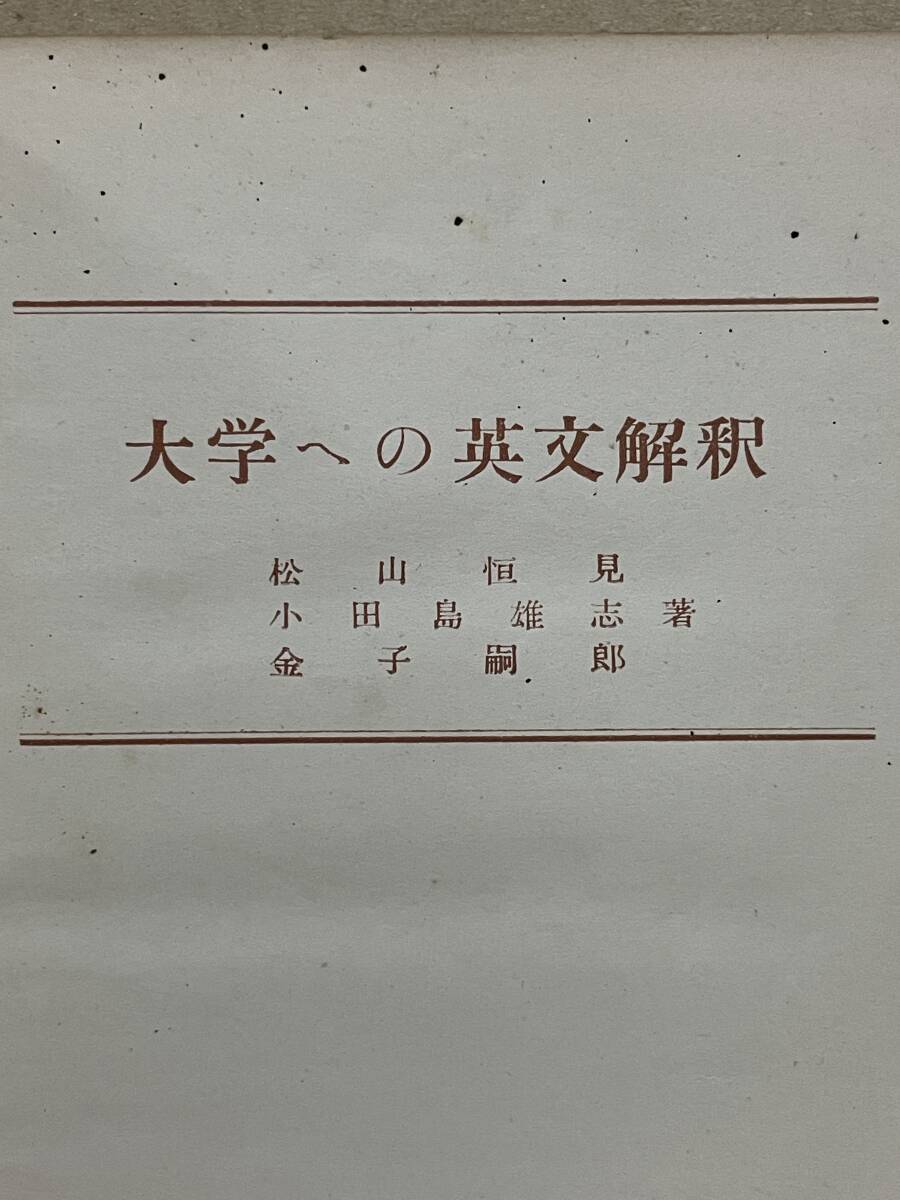 大学への英文解釈
松山恒見
小田島雄志著
金子嗣郎